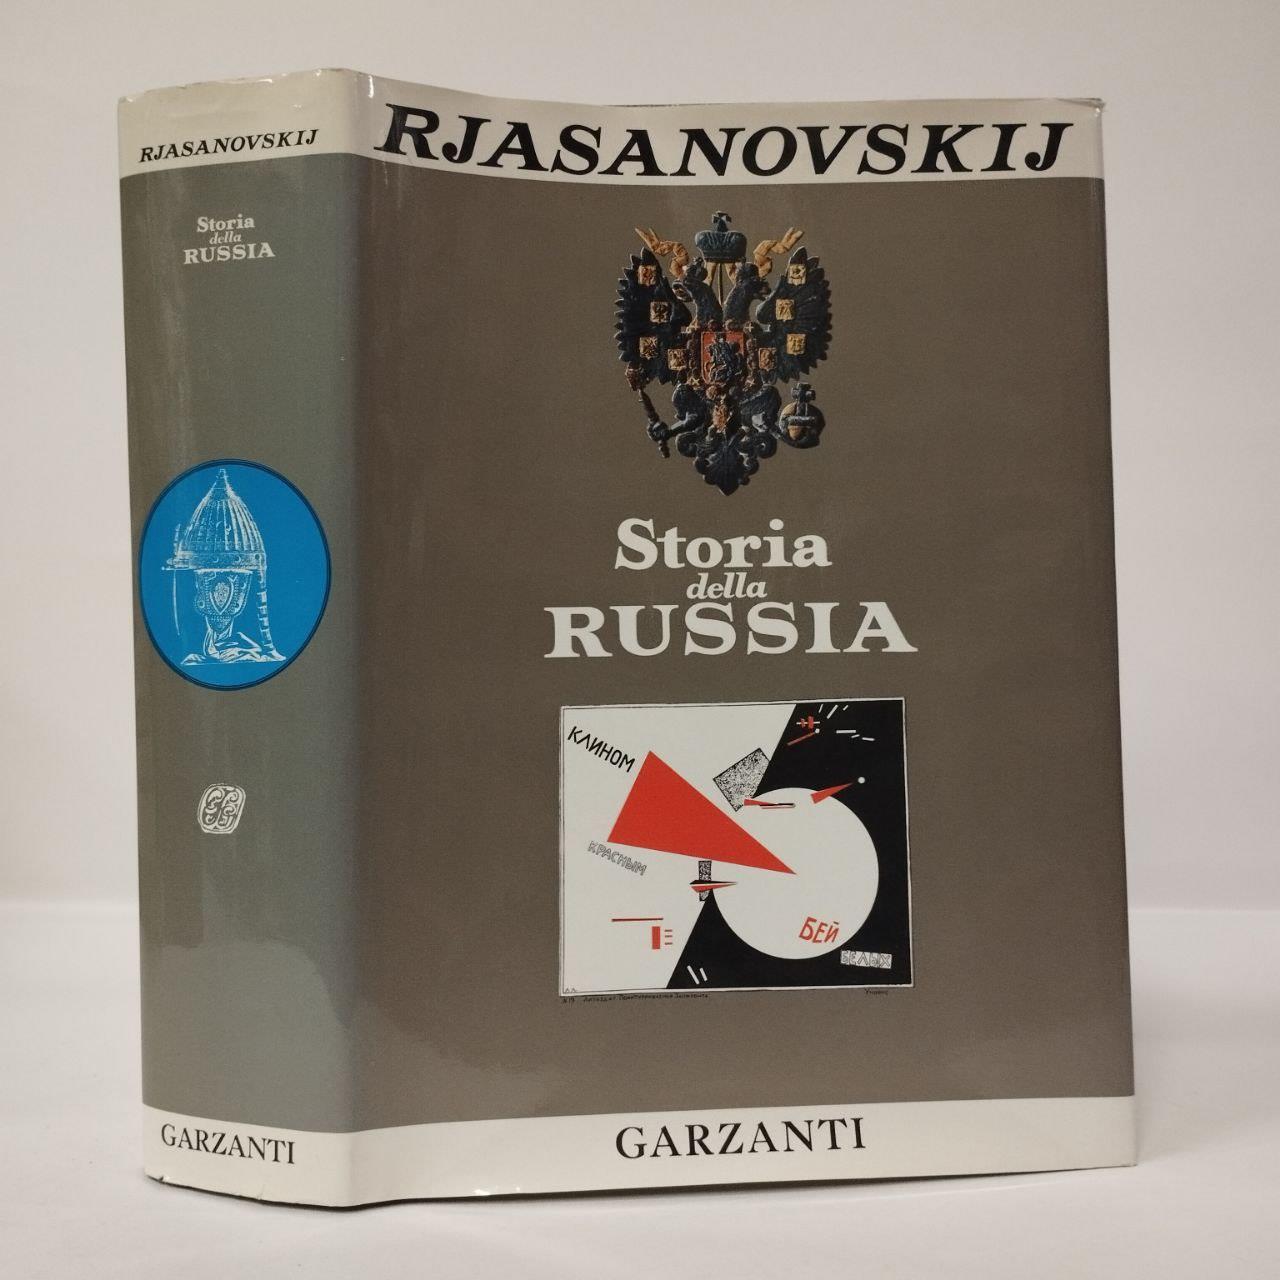 RJASANOVSKIJ
Storia
della
RUSSIA
GARZANTI
RJASANOVSKIJ
Storia
della
RUSSIA
КЛИНОМ
КРАСНЫМ
БЕЙ
БЕЛЫХ
GARZANTI